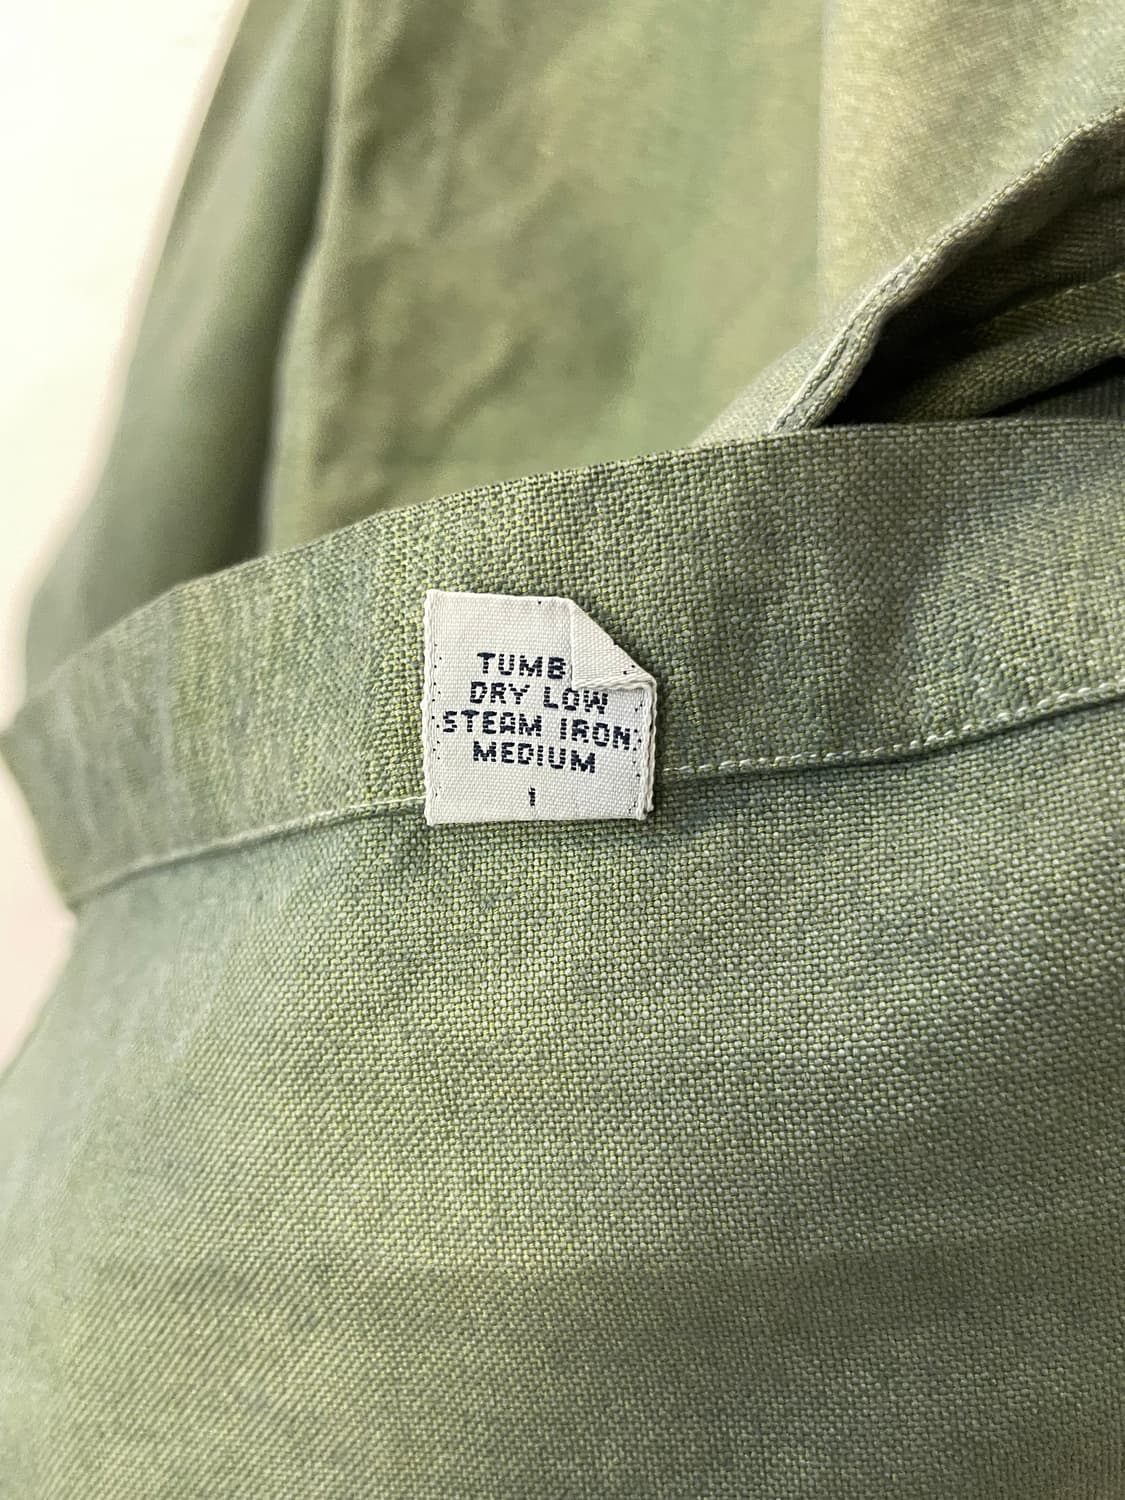 TUMB
DRY LOW
STEAM IRON
MEDIUM
1